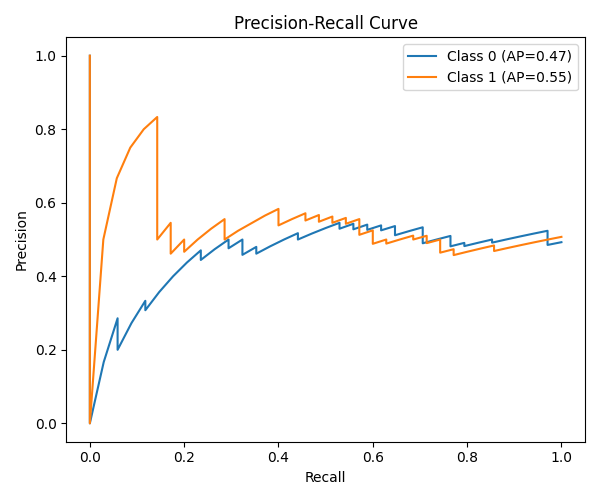 Precision-Recall Curve
Class 0 (AP=0.47)
Class 1 (AP=0.55)
Precision
1.0
0.8
0.6
0.4
0.2
0.0
0.0 0.2 0.4 0.6 0.8 1.0
Recall